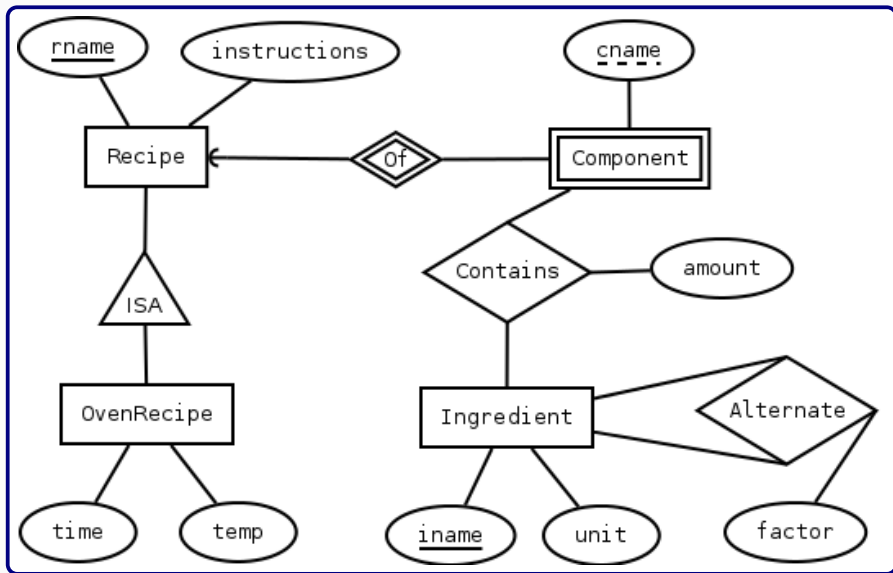 rname
instructions
cname
Recipe
Of
Component
Contains
amount
ISA
OvenRecipe
Ingredient
Alternate
time
temp
iname
unit
factor